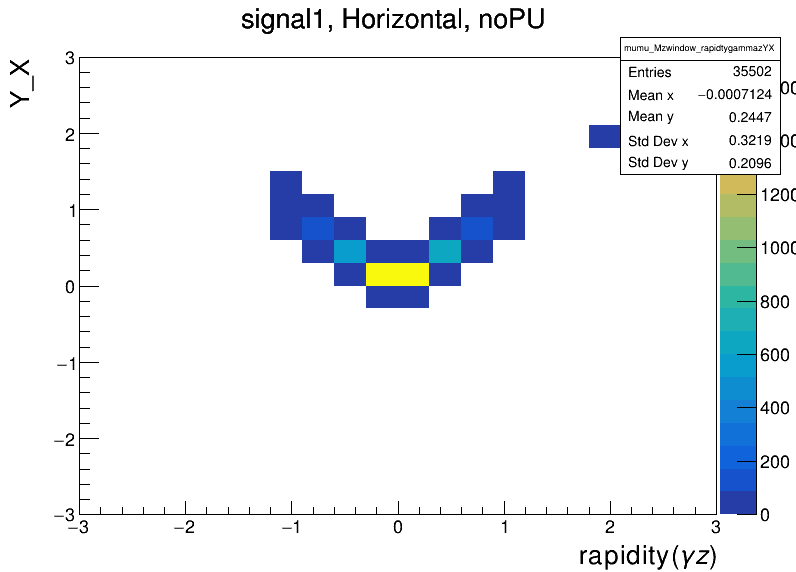 signal1, Horizontal, noPU
mumu_Mzwindow_rapidtygammazYX
Entries 35502
Mean x −0.0007124
Mean y 0.2447
Std Dev x 0.3219
Std Dev y 0.2096
Y_X
3
2
1
0
−1
−2
−3
−3 −2 −1 0 1 2 3
rapidity(γz)
1200
1000
800
600
400
200
0